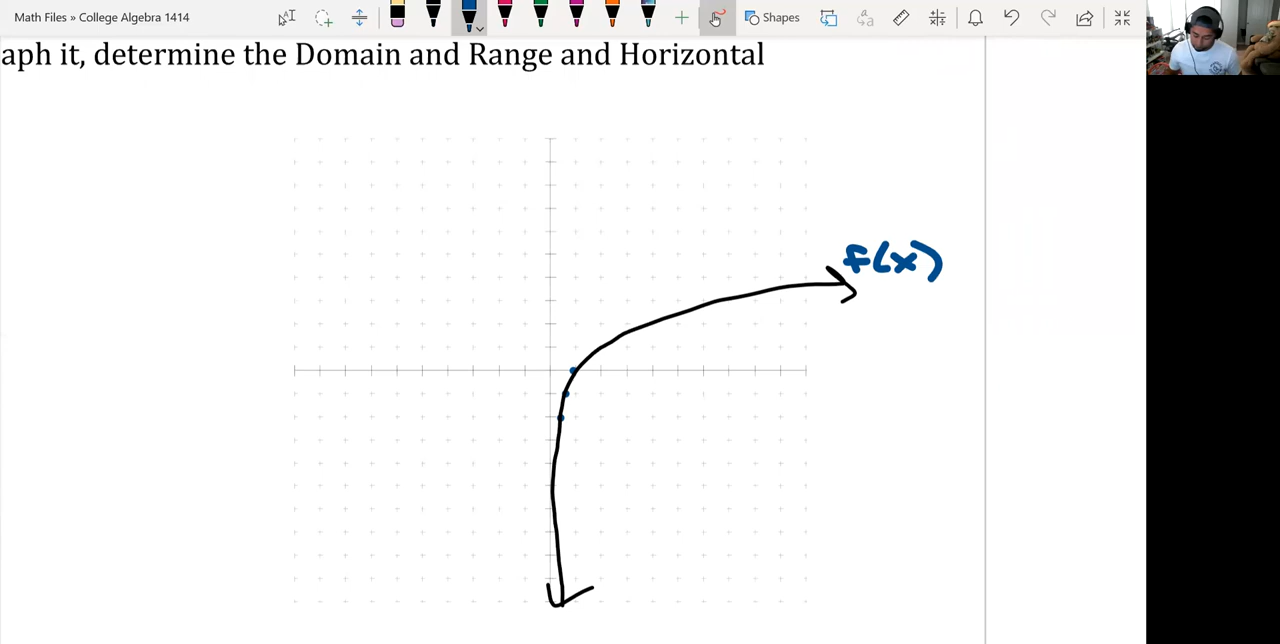 Math Files » College Algebra 1414
Shapes
aph it, determine the Domain and Range and Horizontal
f(x)